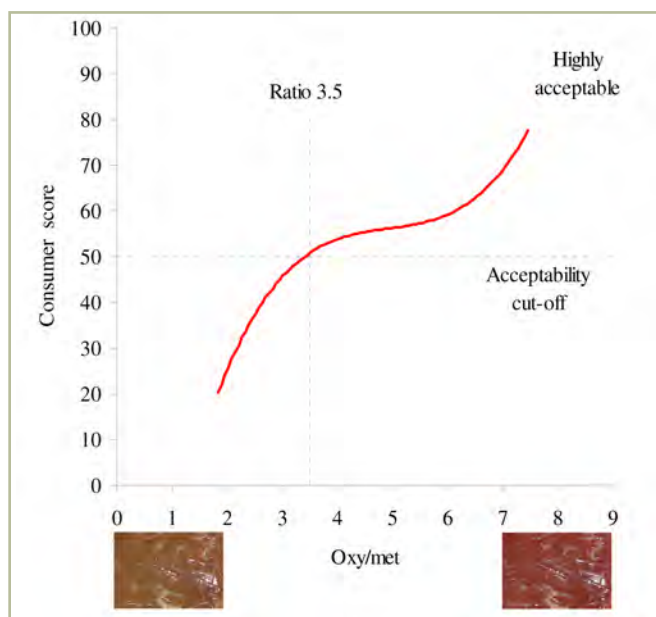 100
90
80
70
60
50
40
30
20
10
0
Consumer score
Ratio 3.5
Highly
acceptable
Acceptability
cut-off
0 1 2 3 4 5 6 7 8 9
Oxy/met